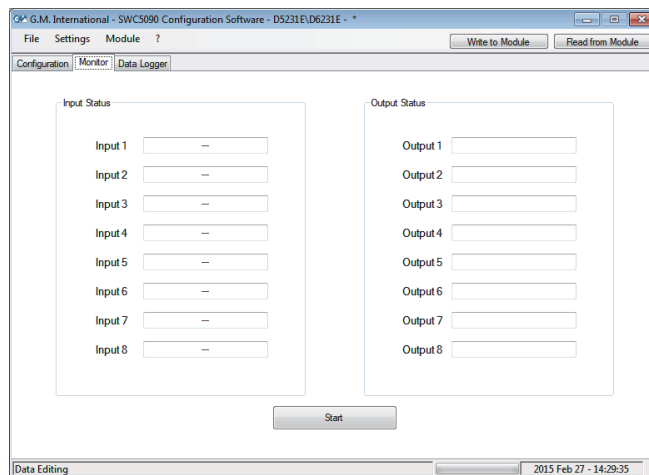 G.M. International - SWC5090 Configuration Software - D5231E\D6231E - *
File Settings Module ? Write to Module Read from Module
Configuration Monitor Data Logger
Input Status Output Status
Input 1 --- Output 1
Input 2 --- Output 2
Input 3 --- Output 3
Input 4 --- Output 4
Input 5 --- Output 5
Input 6 --- Output 6
Input 7 --- Output 7
Input 8 --- Output 8
Start
Data Editing 2015 Feb 27 - 14:29:35